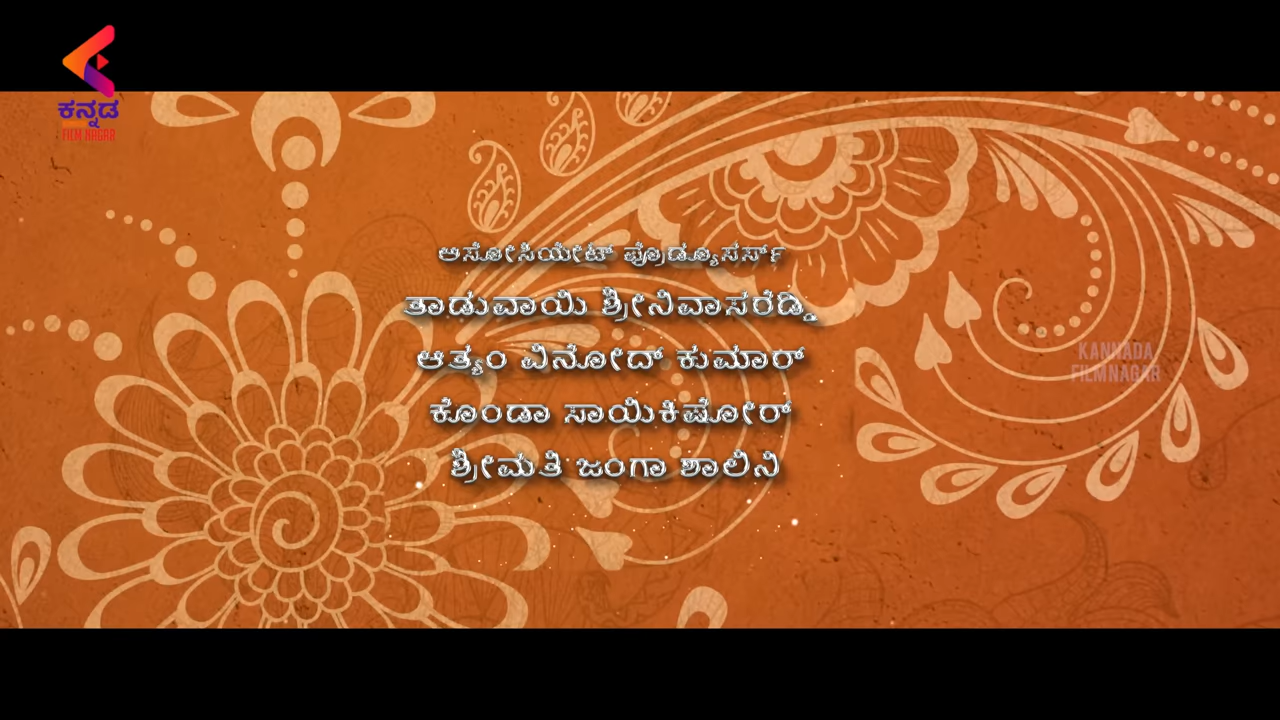 ಕನ್ನಡ
FILM NAGAR
ಅಸೋಸಿಯೇಟ್ ಪ್ರೊಡ್ಯೂಸರ್ಸ್
ತಾಡುವಾಯಿ ಶ್ರೀನಿವಾಸರೆಡ್ಡಿ
ಆತ್ಯಂ ವಿನೋದ್ ಕುಮಾರ್
ಕೊಂಡಾ ಸಾಯಿಕಿಷೋರ್
ಶ್ರೀಮತಿ ಜಂಗಾ ಶಾಲಿನಿ
KANNADA
FILMNAGAR